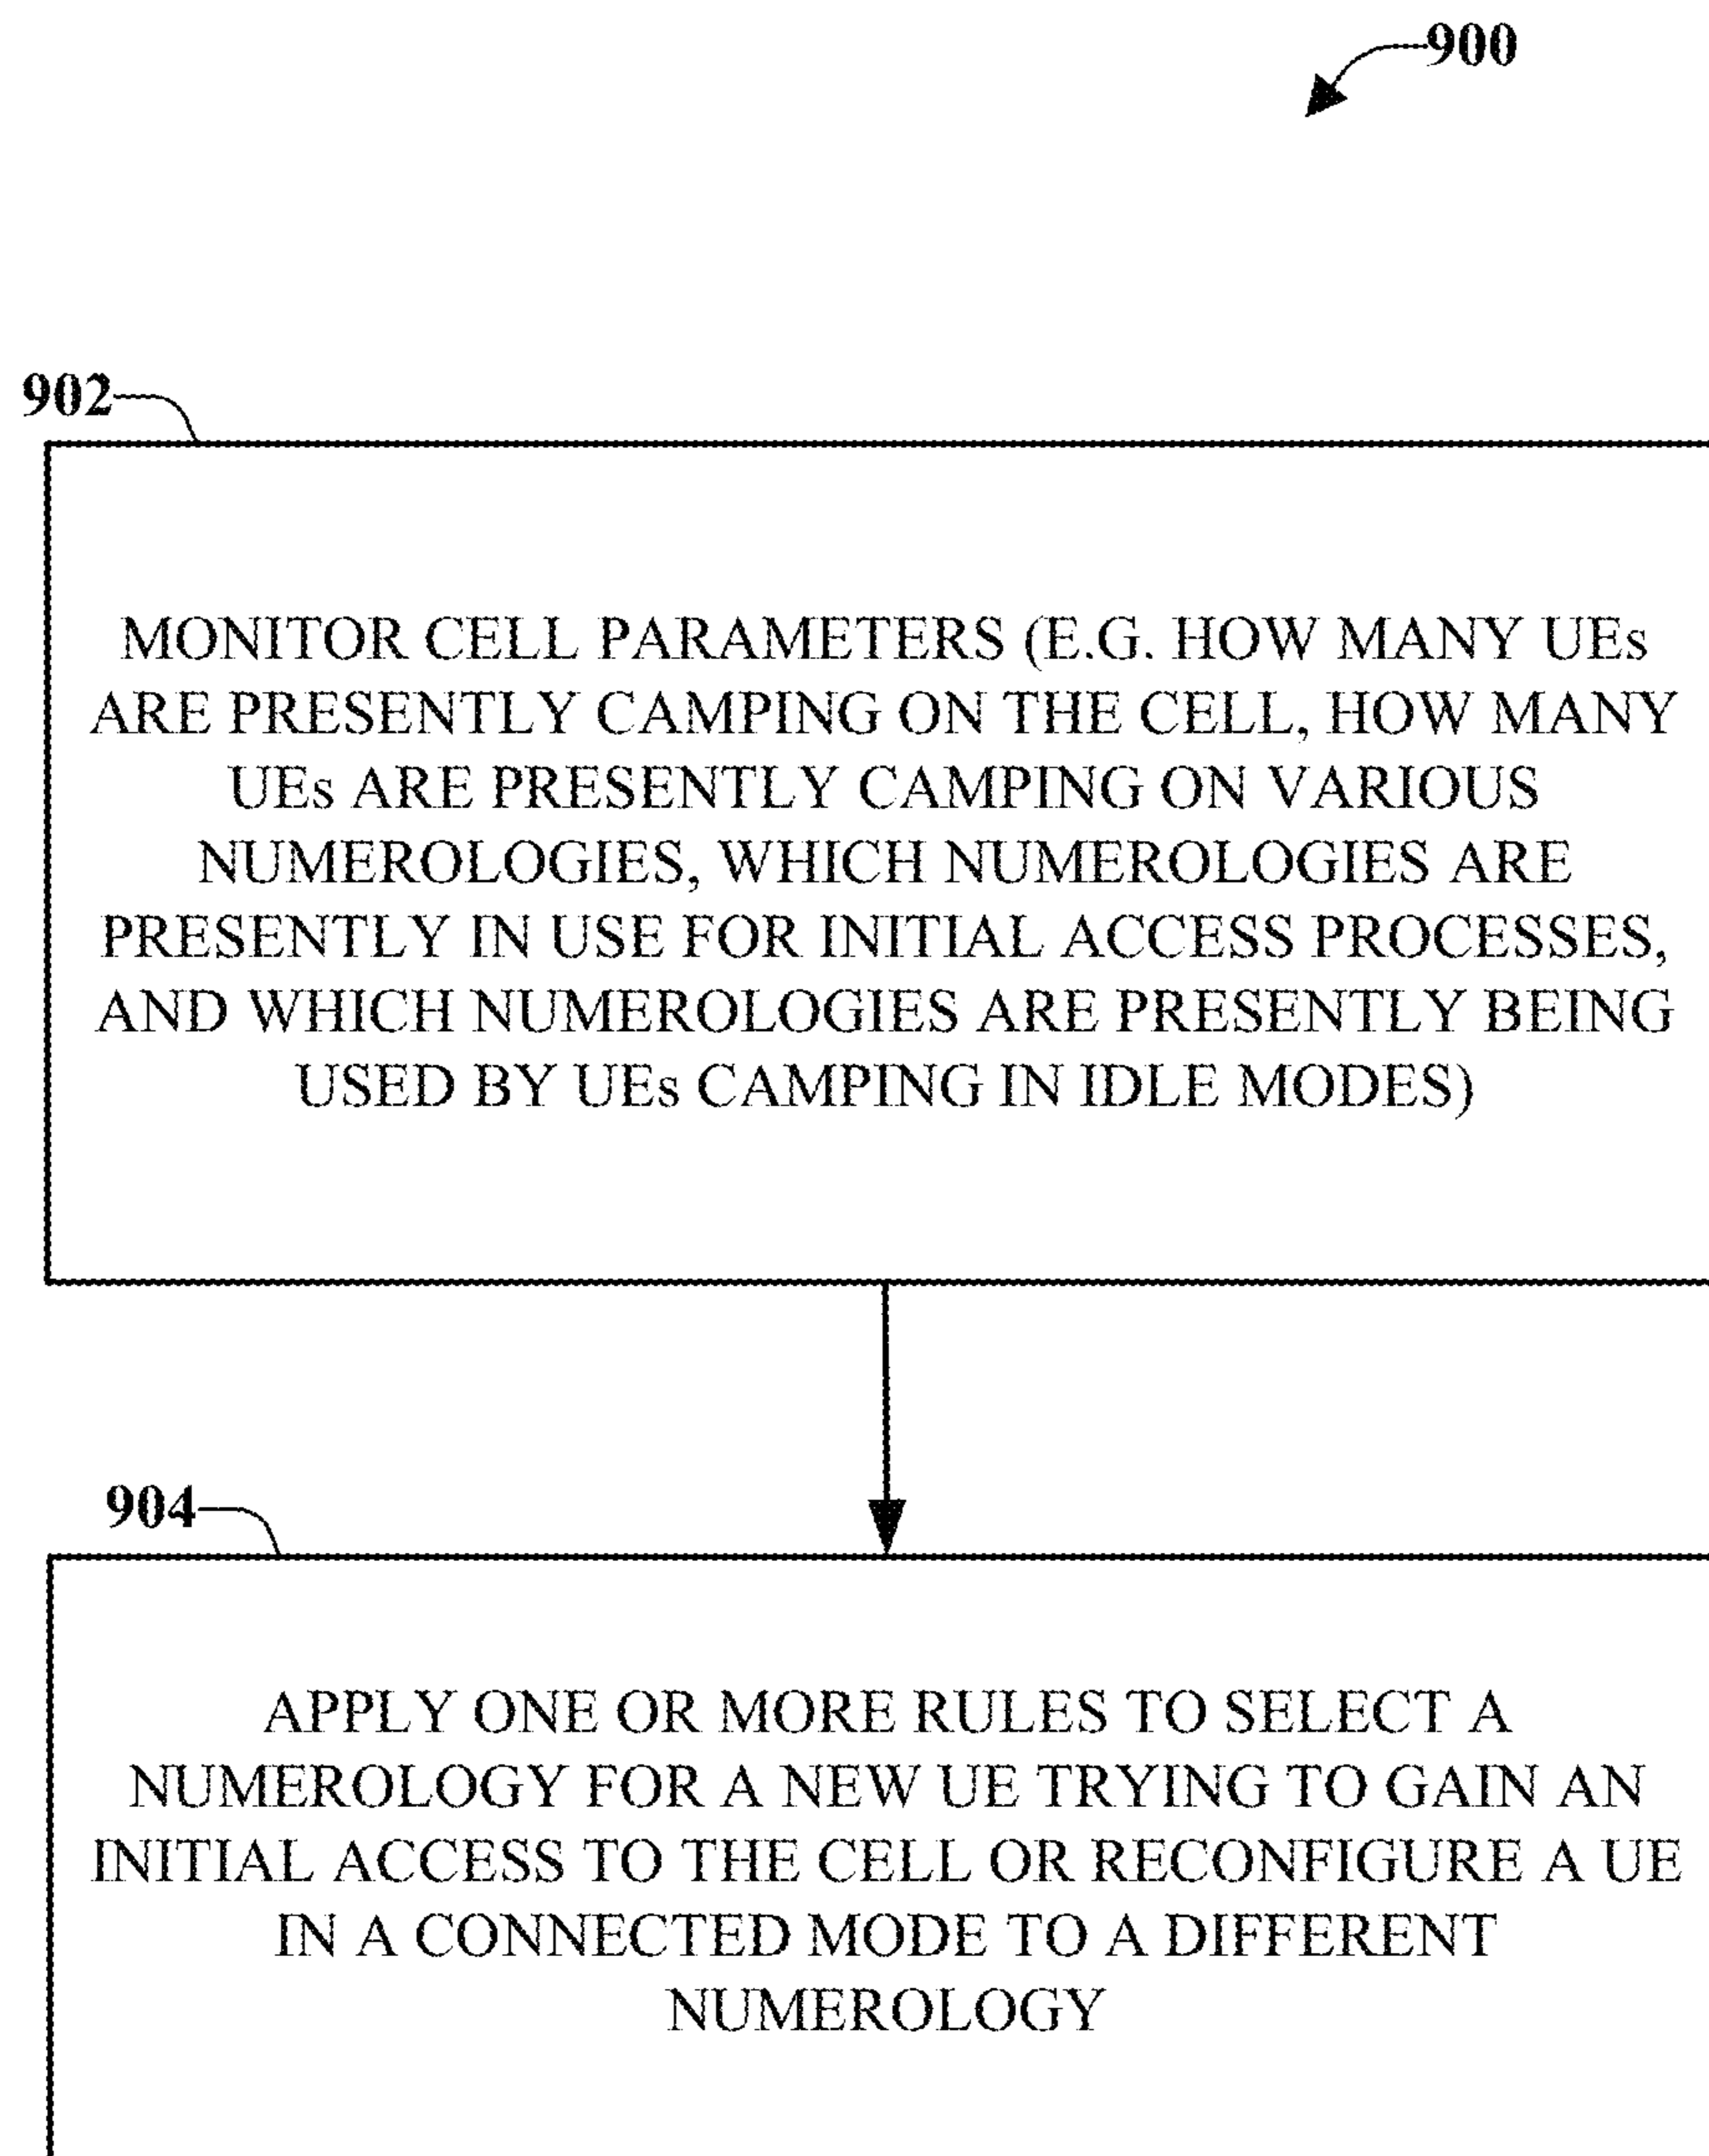 900
902
MONITOR CELL PARAMETERS (E.G. HOW MANY UEs
ARE PRESENTLY CAMPING ON THE CELL, HOW MANY
UEs ARE PRESENTLY CAMPING ON VARIOUS
NUMEROLOGIES, WHICH NUMEROLOGIES ARE
PRESENTLY IN USE FOR INITIAL ACCESS PROCESSES,
AND WHICH NUMEROLOGIES ARE PRESENTLY BEING
USED BY UEs CAMPING IN IDLE MODES)
904
APPLY ONE OR MORE RULES TO SELECT A
NUMEROLOGY FOR A NEW UE TRYING TO GAIN AN
INITIAL ACCESS TO THE CELL OR RECONFIGURE A UE
IN A CONNECTED MODE TO A DIFFERENT
NUMEROLOGY